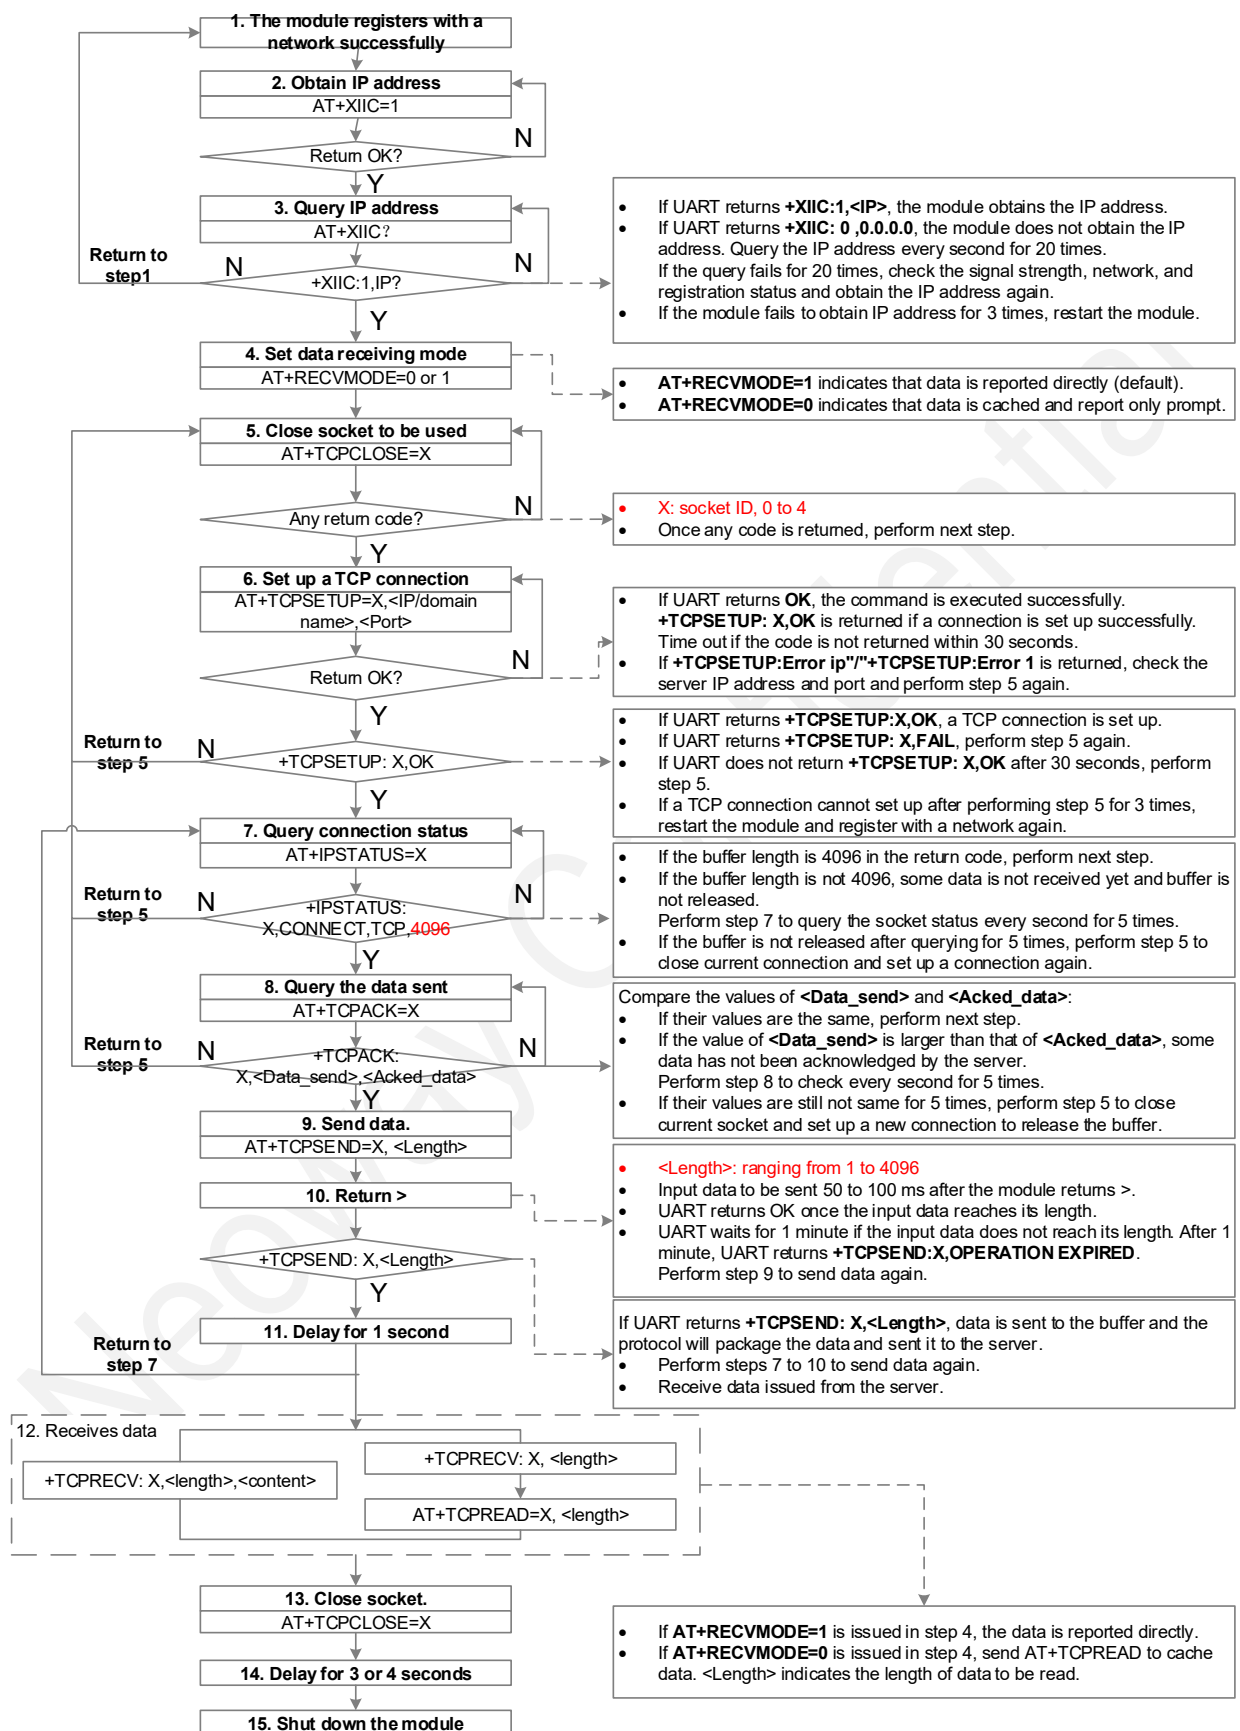 1. The module registers with a
network successfully
2. Obtain IP address
AT+XIIC=1
N
Return OK?
Y
3. Query IP address
AT+XIIC?
Return to
step1
N
N
+XIIC:1,IP?
Y
• If UART returns +XIIC:1,<IP>, the module obtains the IP address.
• If UART returns +XIIC: 0 ,0.0.0.0, the module does not obtain the IP
address. Query the IP address every second for 20 times.
If the query fails for 20 times, check the signal strength, network, and
registration status and obtain the IP address again.
• If the module fails to obtain IP address for 3 times, restart the module.
4. Set data receiving mode
AT+RECVMODE=0 or 1
• AT+RECVMODE=1 indicates that data is reported directly (default).
• AT+RECVMODE=0 indicates that data is cached and report only prompt.
5. Close socket to be used
AT+TCPCLOSE=X
N
Any return code?
Y
• X: socket ID, 0 to 4
• Once any code is returned, perform next step.
6. Set up a TCP connection
AT+TCPSETUP=X,<IP/domain
name>,<Port>
N
Return OK?
Y
• If UART returns OK, the command is executed successfully.
+TCPSETUP: X,OK is returned if a connection is set up successfully.
Time out if the code is not returned within 30 seconds.
• If +TCPSETUP:Error ip"/"+TCPSETUP:Error 1 is returned, check the
server IP address and port and perform step 5 again.
Return to
step 5
N
+TCPSETUP: X,OK
Y
• If UART returns +TCPSETUP:X,OK, a TCP connection is set up.
• If UART returns +TCPSETUP: X,FAIL, perform step 5 again.
• If UART does not return +TCPSETUP: X,OK after 30 seconds, perform
step 5.
• If a TCP connection cannot set up after performing step 5 for 3 times,
restart the module and register with a network again.
7. Query connection status
AT+IPSTATUS=X
Return to
step 5
N
N
+IPSTATUS:
X,CONNECT,TCP,4096
Y
• If the buffer length is 4096 in the return code, perform next step.
• If the buffer length is not 4096, some data is not received yet and buffer is
not released.
Perform step 7 to query the socket status every second for 5 times.
• If the buffer is not released after querying for 5 times, perform step 5 to
close current connection and set up a connection again.
8. Query the data sent
AT+TCPACK=X
Return to
step 5
N
N
+TCPACK:
X,<Data_send>,<Acked_data>
Y
Compare the values of <Data_send> and <Acked_data>:
• If their values are the same, perform next step.
• If the value of <Data_send> is larger than that of <Acked_data>, some
data has not been acknowledged by the server.
Perform step 8 to check every second for 5 times.
• If their values are still not same for 5 times, perform step 5 to close
current socket and set up a new connection to release the buffer.
9. Send data.
AT+TCPSEND=X, <Length>
10. Return >
+TCPSEND: X,<Length>
Y
• <Length>: ranging from 1 to 4096
• Input data to be sent 50 to 100 ms after the module returns >.
• UART returns OK once the input data reaches its length.
• UART waits for 1 minute if the input data does not reach its length. After 1
minute, UART returns +TCPSEND:X,OPERATION EXPIRED.
Perform step 9 to send data again.
11. Delay for 1 second
Return to
step 7
If UART returns +TCPSEND: X,<Length>, data is sent to the buffer and the
protocol will package the data and sent it to the server.
• Perform steps 7 to 10 to send data again.
• Receive data issued from the server.
12. Receives data
+TCPRECV: X,<length>,<content>
+TCPRECV: X, <length>
AT+TCPREAD=X, <length>
13. Close socket.
AT+TCPCLOSE=X
• If AT+RECVMODE=1 is issued in step 4, the data is reported directly.
• If AT+RECVMODE=0 is issued in step 4, send AT+TCPREAD to cache
data. <Length> indicates the length of data to be read.
14. Delay for 3 or 4 seconds
15. Shut down the module
Neoway Confidential